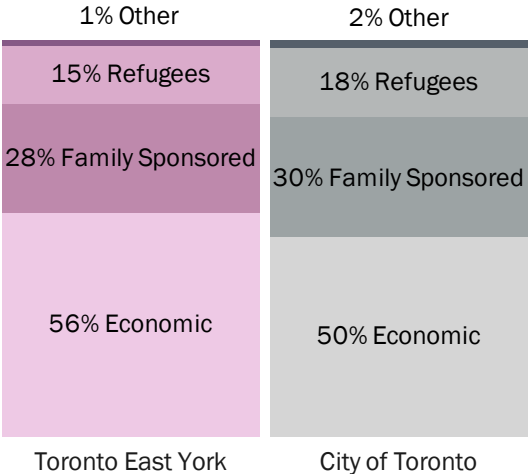 1% Other
15% Refugees
28% Family Sponsored
56% Economic
Toronto East York
2% Other
18% Refugees
30% Family Sponsored
50% Economic
City of Toronto